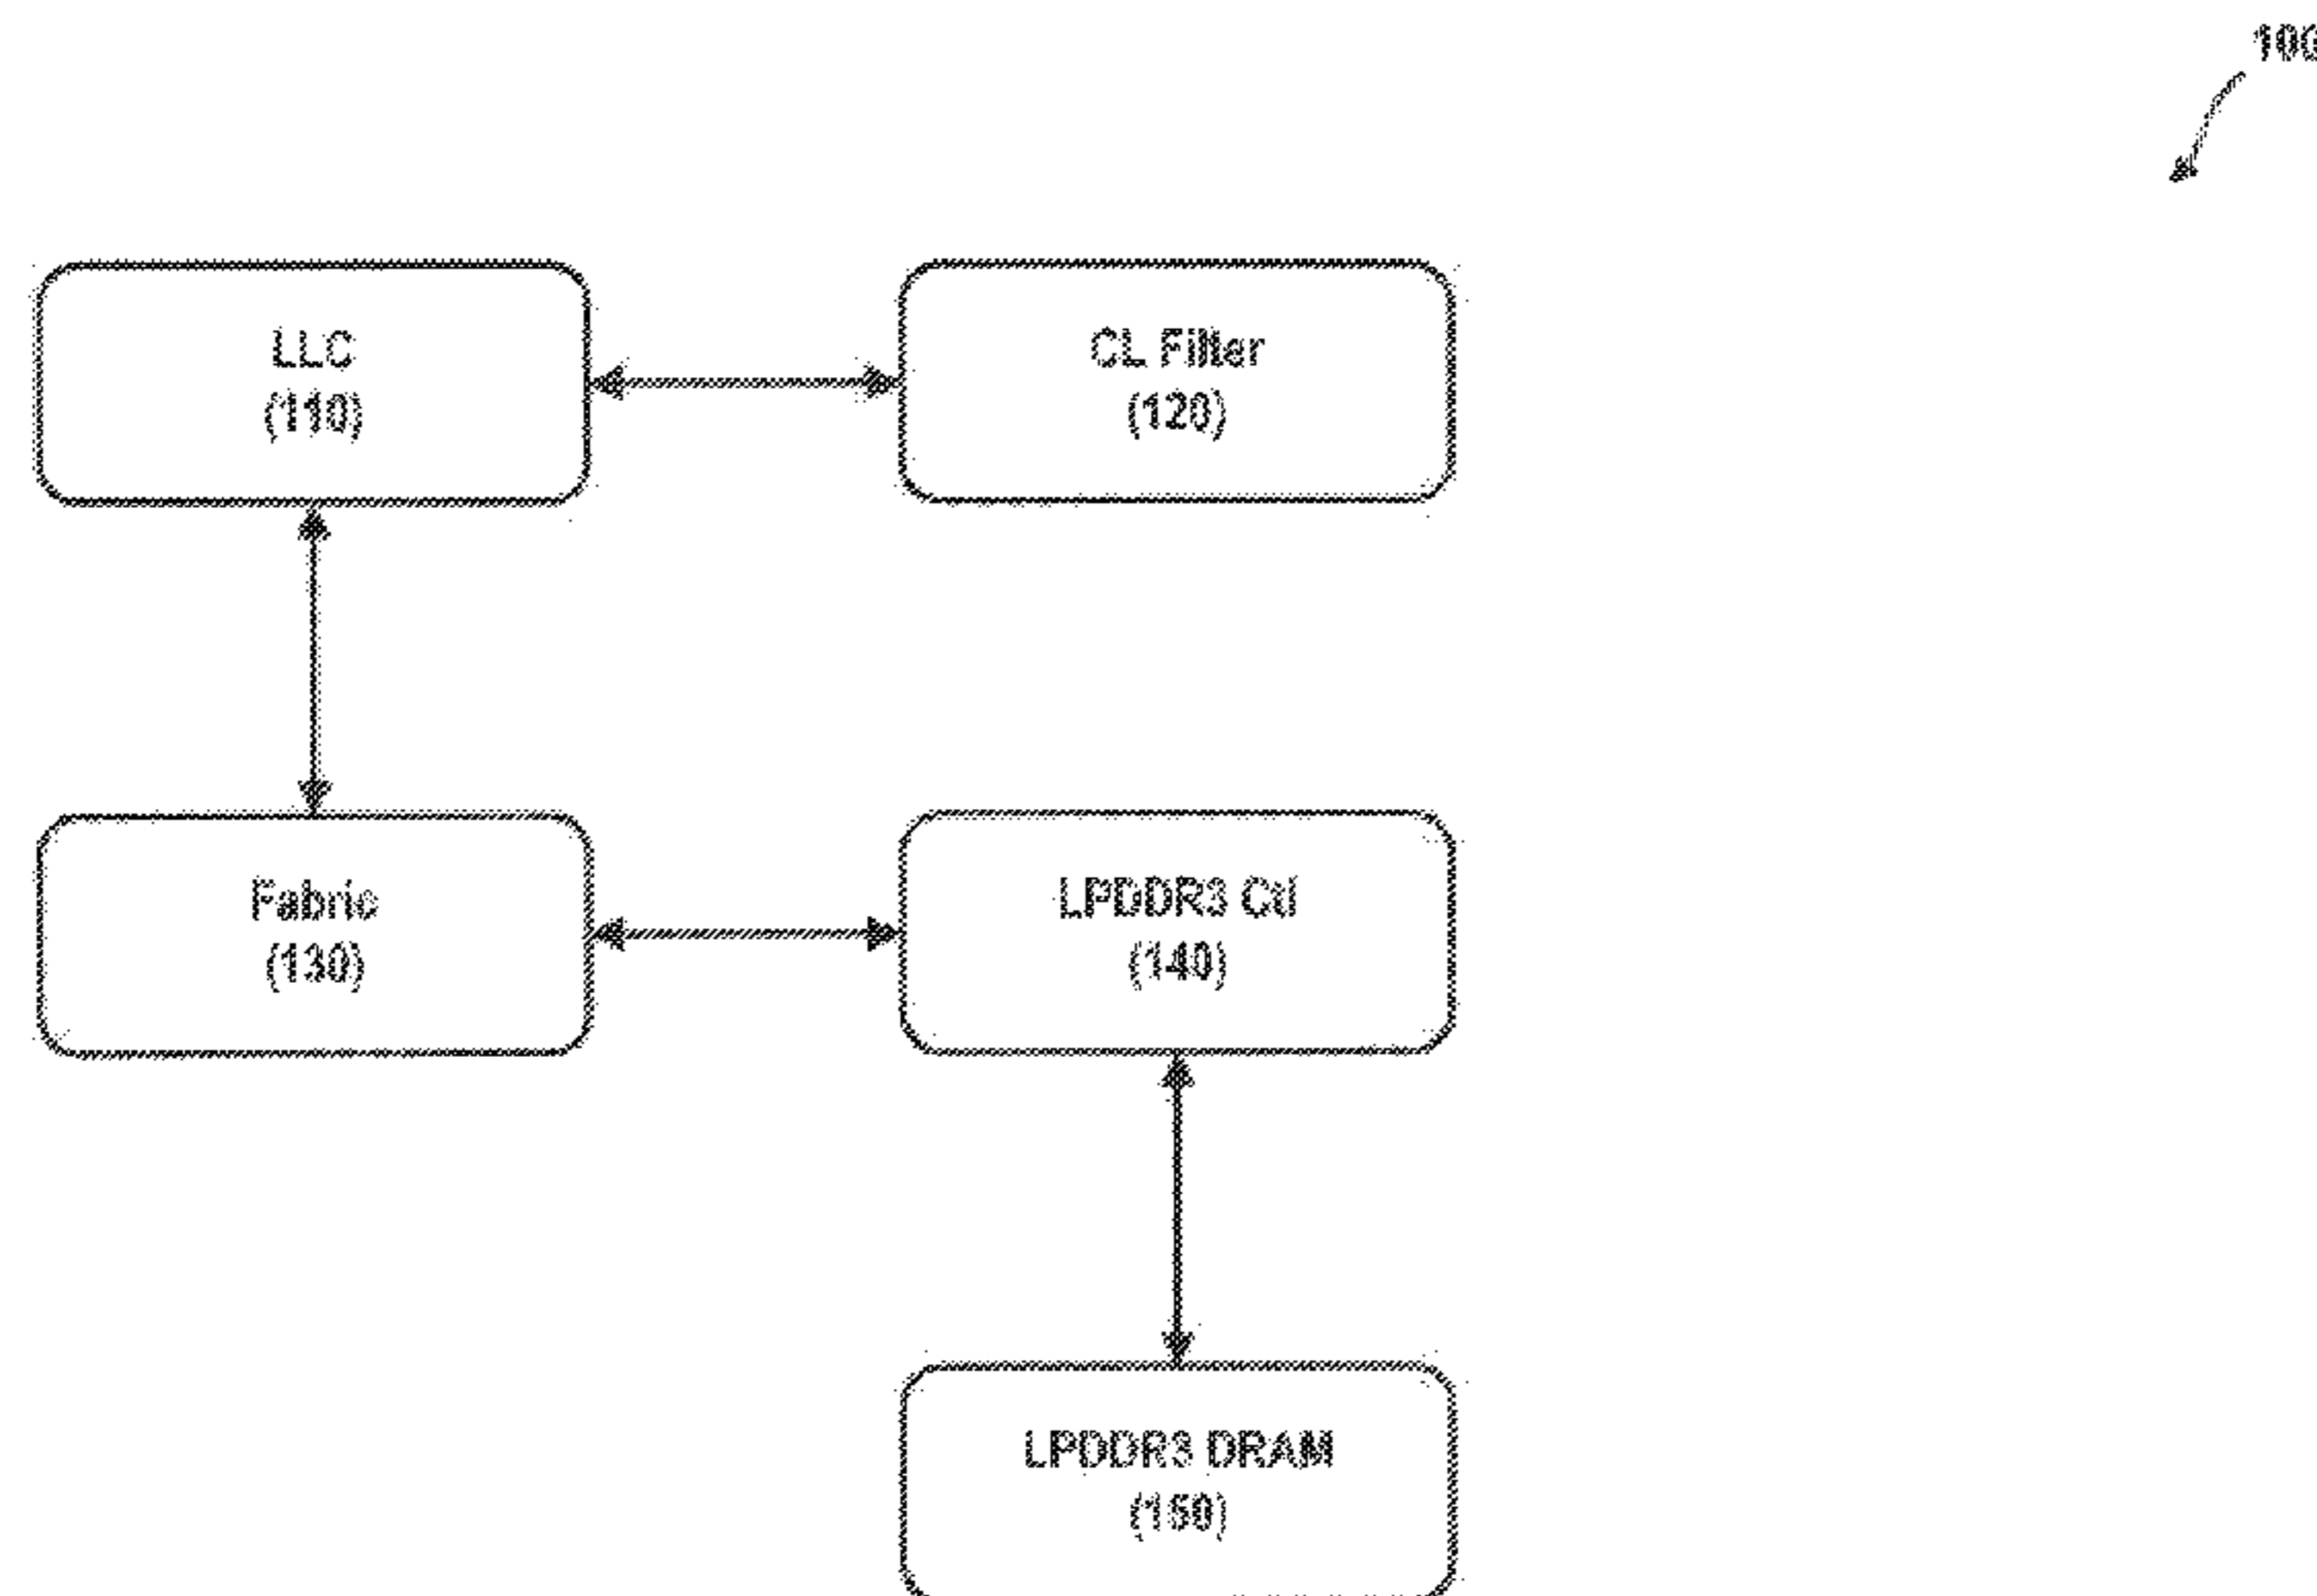 100
LLC
(110)
CL Filter
(120)
Fabric
(130)
LPDDR3 Ctl
(140)
LPDDR3 DRAM
(150)